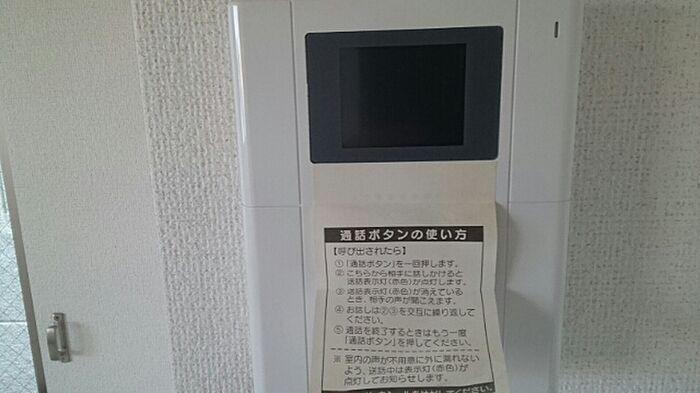 通話ボタンの使い方
【呼び出されたら】
①「通話ボタン」を一回押します。
②こちらから相手に話しかけると
送話表示灯(赤色)が点灯します。
③送話表示灯(赤色)が消えている
とき、相手の声が聞こえます。
④お話しは②③を交互に繰り返して
ください。
⑤通話を終了するときはもう一度
「通話ボタン」を押してください。
※室内の声が不用意に外に漏れない
よう、送話中は表示灯(赤色)が
点灯してお知らせします。